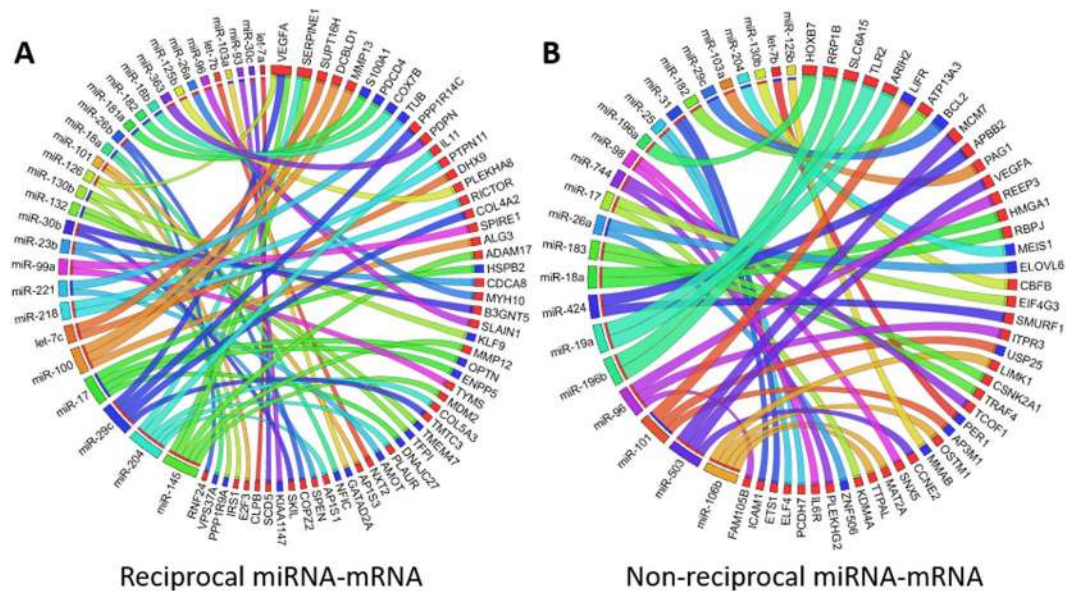 A
miR-145
miR-204
miR-29c
miR-17
miR-100
let-7c
miR-218
miR-221
miR-99a
miR-23b
miR-30b
miR-132
miR-130b
miR-126
miR-101
miR-18a
miR-26b
miR-181a
miR-182
miR-18b
miR-363
miR-125b
miR-26a
miR-96
let-7b
miR-103a
miR-93
miR-30c
let-7a
VEGFA
SERPINE1
SUPT16H
DCBLD1
MMP13
S100A1
PDCD4
COX7B
TUB
PPP1R14C
PDPN
IL11
PTPN11
DHX9
PLEKHA8
RICTOR
COL4A2
SPIRE1
ALG3
ADAM17
HSPB2
CDCA8
MYH10
B3GNT5
SLAIN1
KLF9
MMP12
OPTN
ENPP5
TYMS
MDM2
COL5A3
TMTC3
TMEM47
TFPI
DNAJC27
PLAUR
AMOT
NXT2
GATAD2A
AP1S3
NFIC
AP1S1
SPEN
COPZ2
SKIL
KIAA1147
SCD5
CLPB
E2F3
IRS1
PPP1R9A
VPS37A
RNF24
Reciprocal miRNA-mRNA
B
miR-106b
miR-503
miR-101
miR-96
miR-196b
miR-19a
miR-424
miR-18a
miR-183
miR-26a
miR-17
miR-744
miR-98
miR-196a
miR-25
miR-31
miR-182
miR-29c
miR-103a
miR-204
miR-130b
let-7b
miR-125b
HOXB7
RRP1B
SLC6A15
TLR2
ARIH2
LIFR
ATP13A3
BCL2
MCM7
APBB2
PAG1
VEGFA
REEP3
HMGA1
RBPJ
MEIS1
ELOVL6
CBFB
EIF4G3
SMURF1
ITPR3
USP25
LIMK1
CSNK2A1
TRAF4
TCOF1
PER1
AP3M1
OSTM1
MMAB
CCNE2
SNX5
MAT2A
TTPAL
KDM4A
ZNF506
PLEKHG2
IL6R
PCDH7
ELF4
ETS1
ICAM1
FAM105B
Non-reciprocal miRNA-mRNA